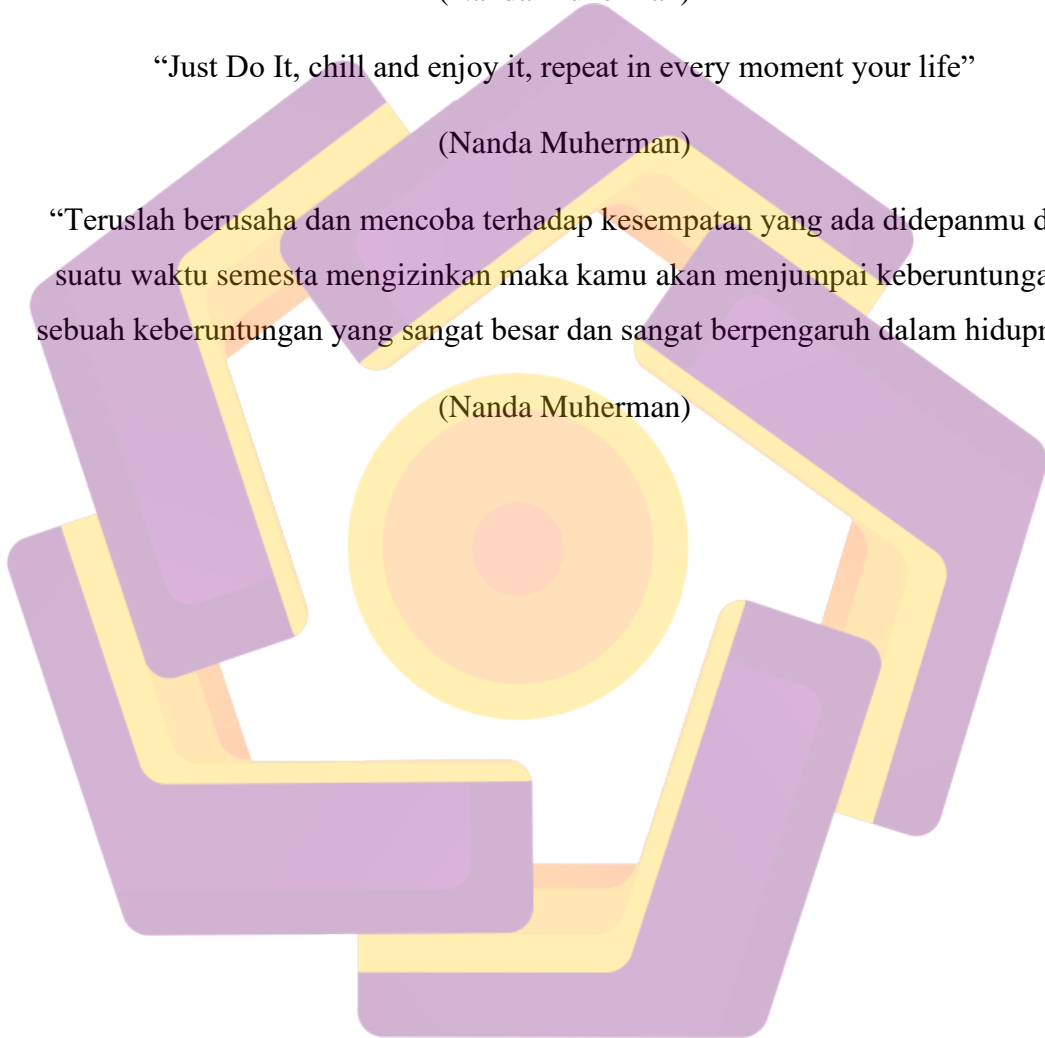 “Just Do It, chill and enjoy it, repeat in every moment your life”
(Nanda Muherman)
“Teruslah berusaha dan mencoba terhadap kesempatan yang ada didepanmu
suatu waktu semesta mengizinkan maka kamu akan menjumpai
sebuah keberuntungan yang sangat besar dan sangat berpengaruh dalam
(Nanda Muherman)